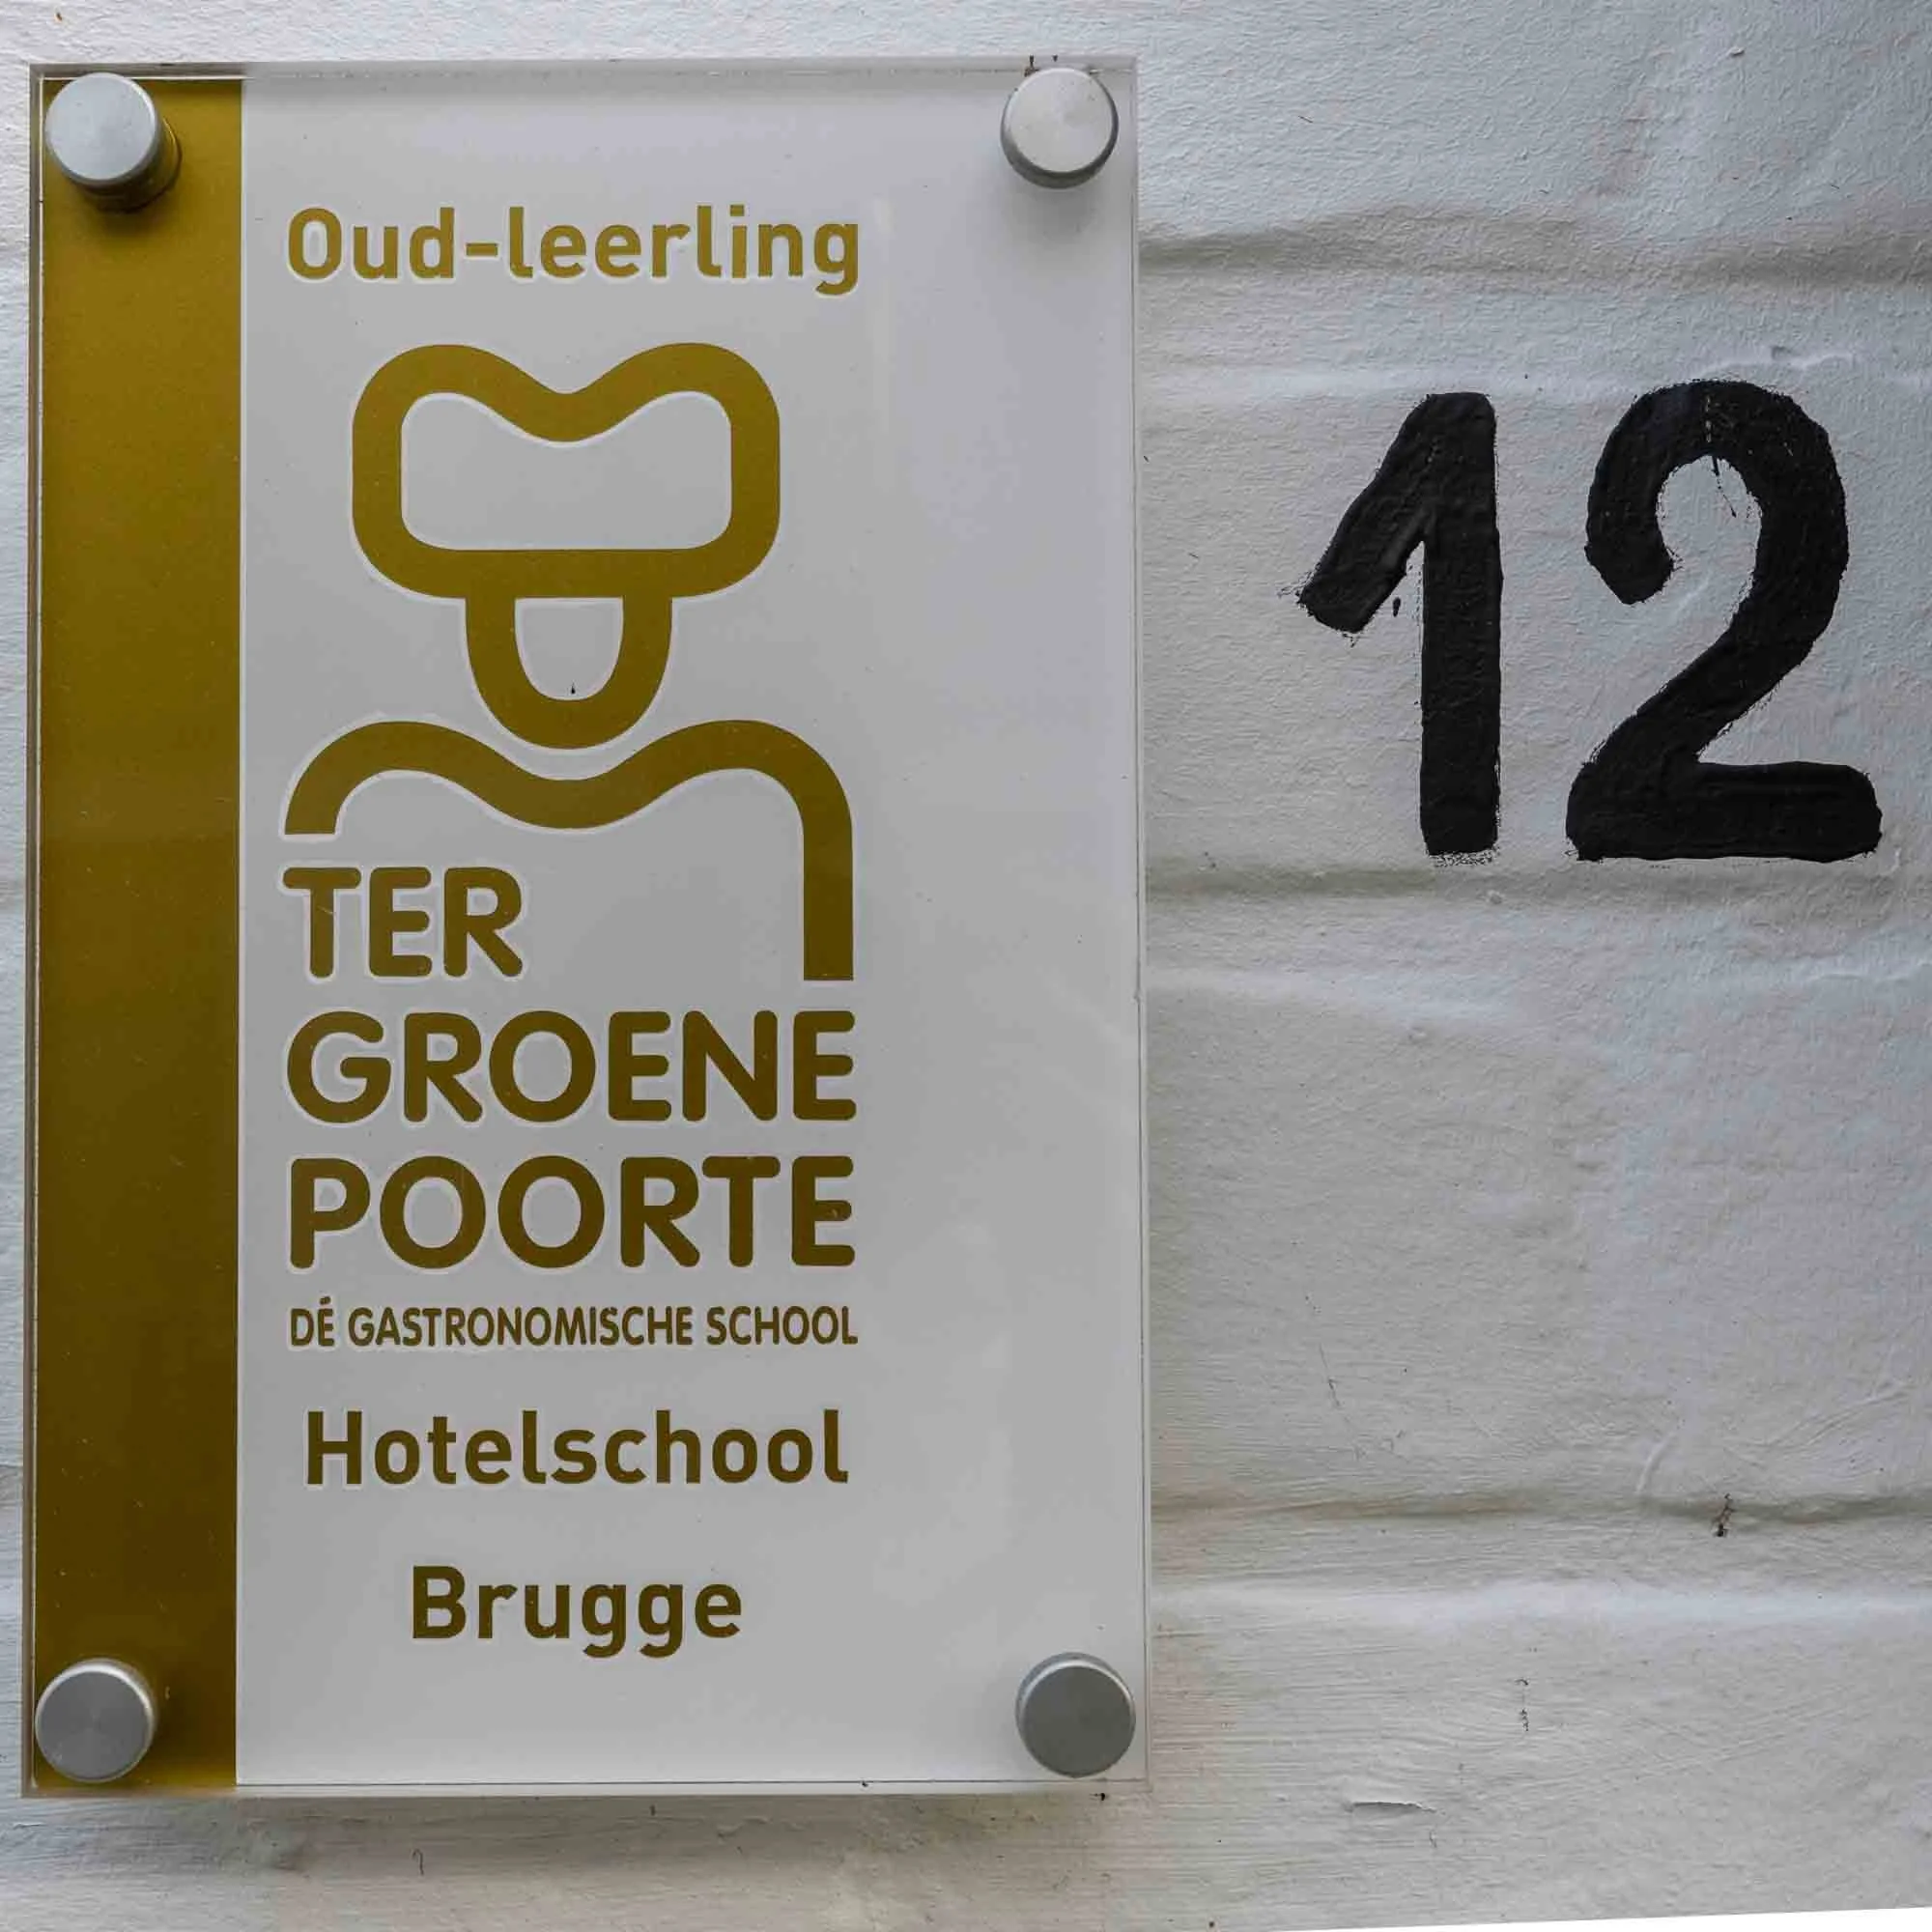 Oud-leerling
TER
GROENE
POORTE
DÉ GASTRONOMISCHE SCHOOL
Hotelschool
Brugge
12